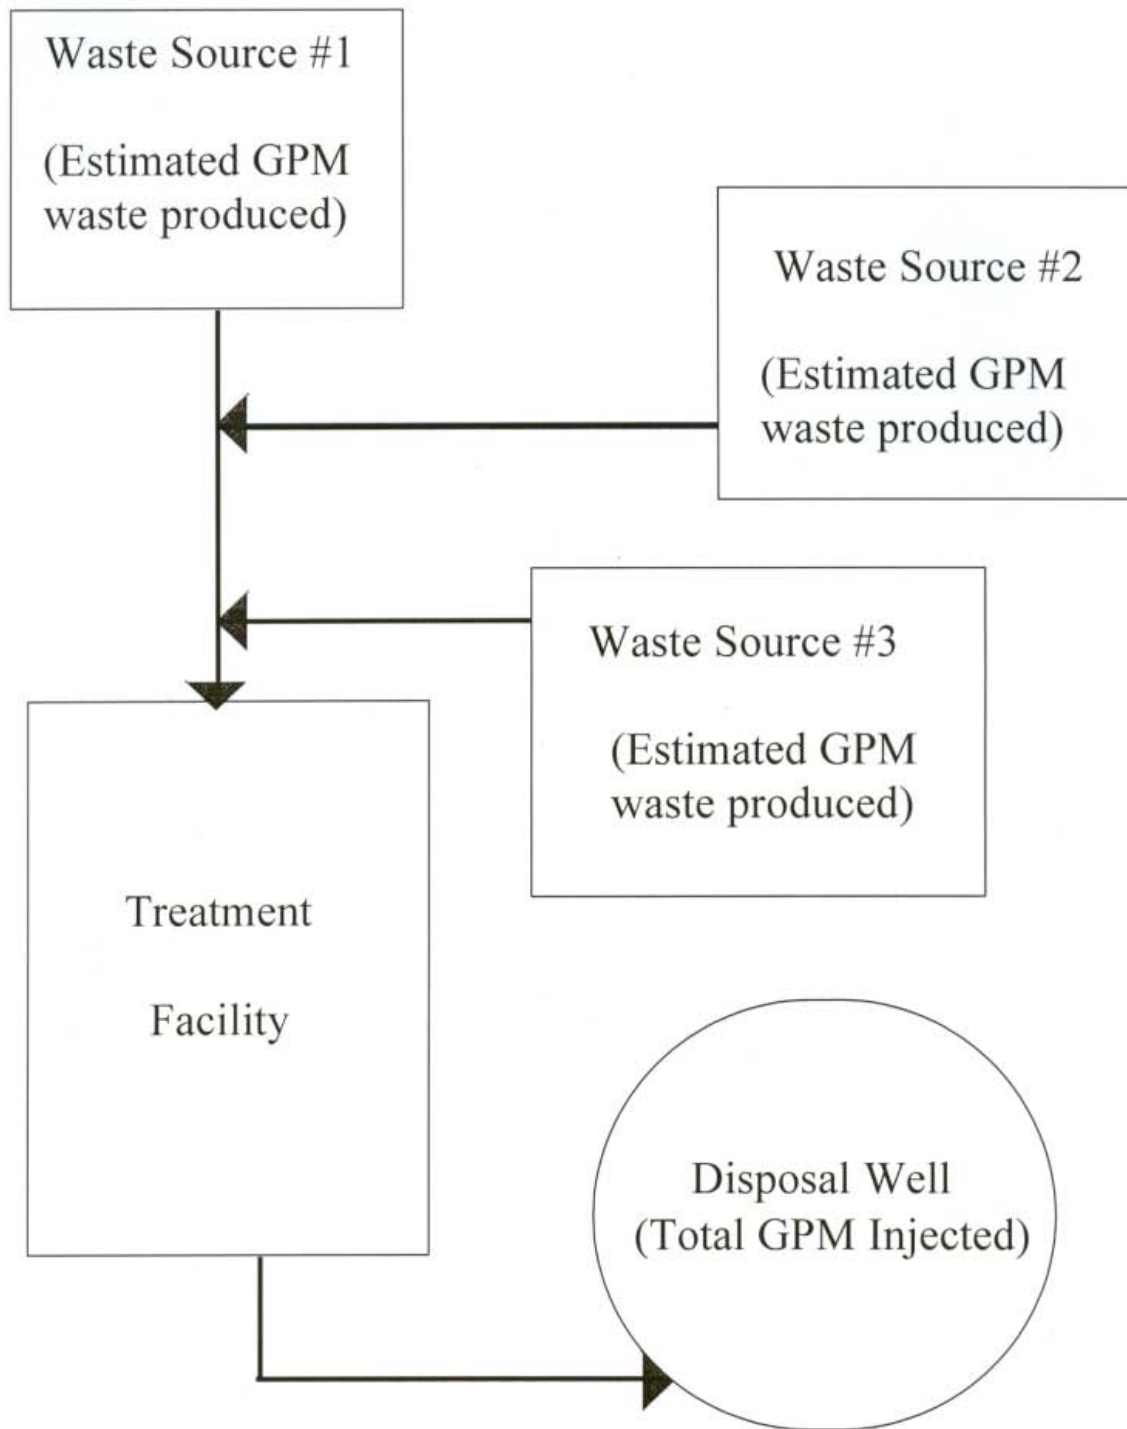 Waste Source #1
(Estimated GPM
waste produced)
Waste Source #2
(Estimated GPM
waste produced)
Waste Source #3
(Estimated GPM
waste produced)
Treatment
Facility
Disposal Well
(Total GPM Injected)